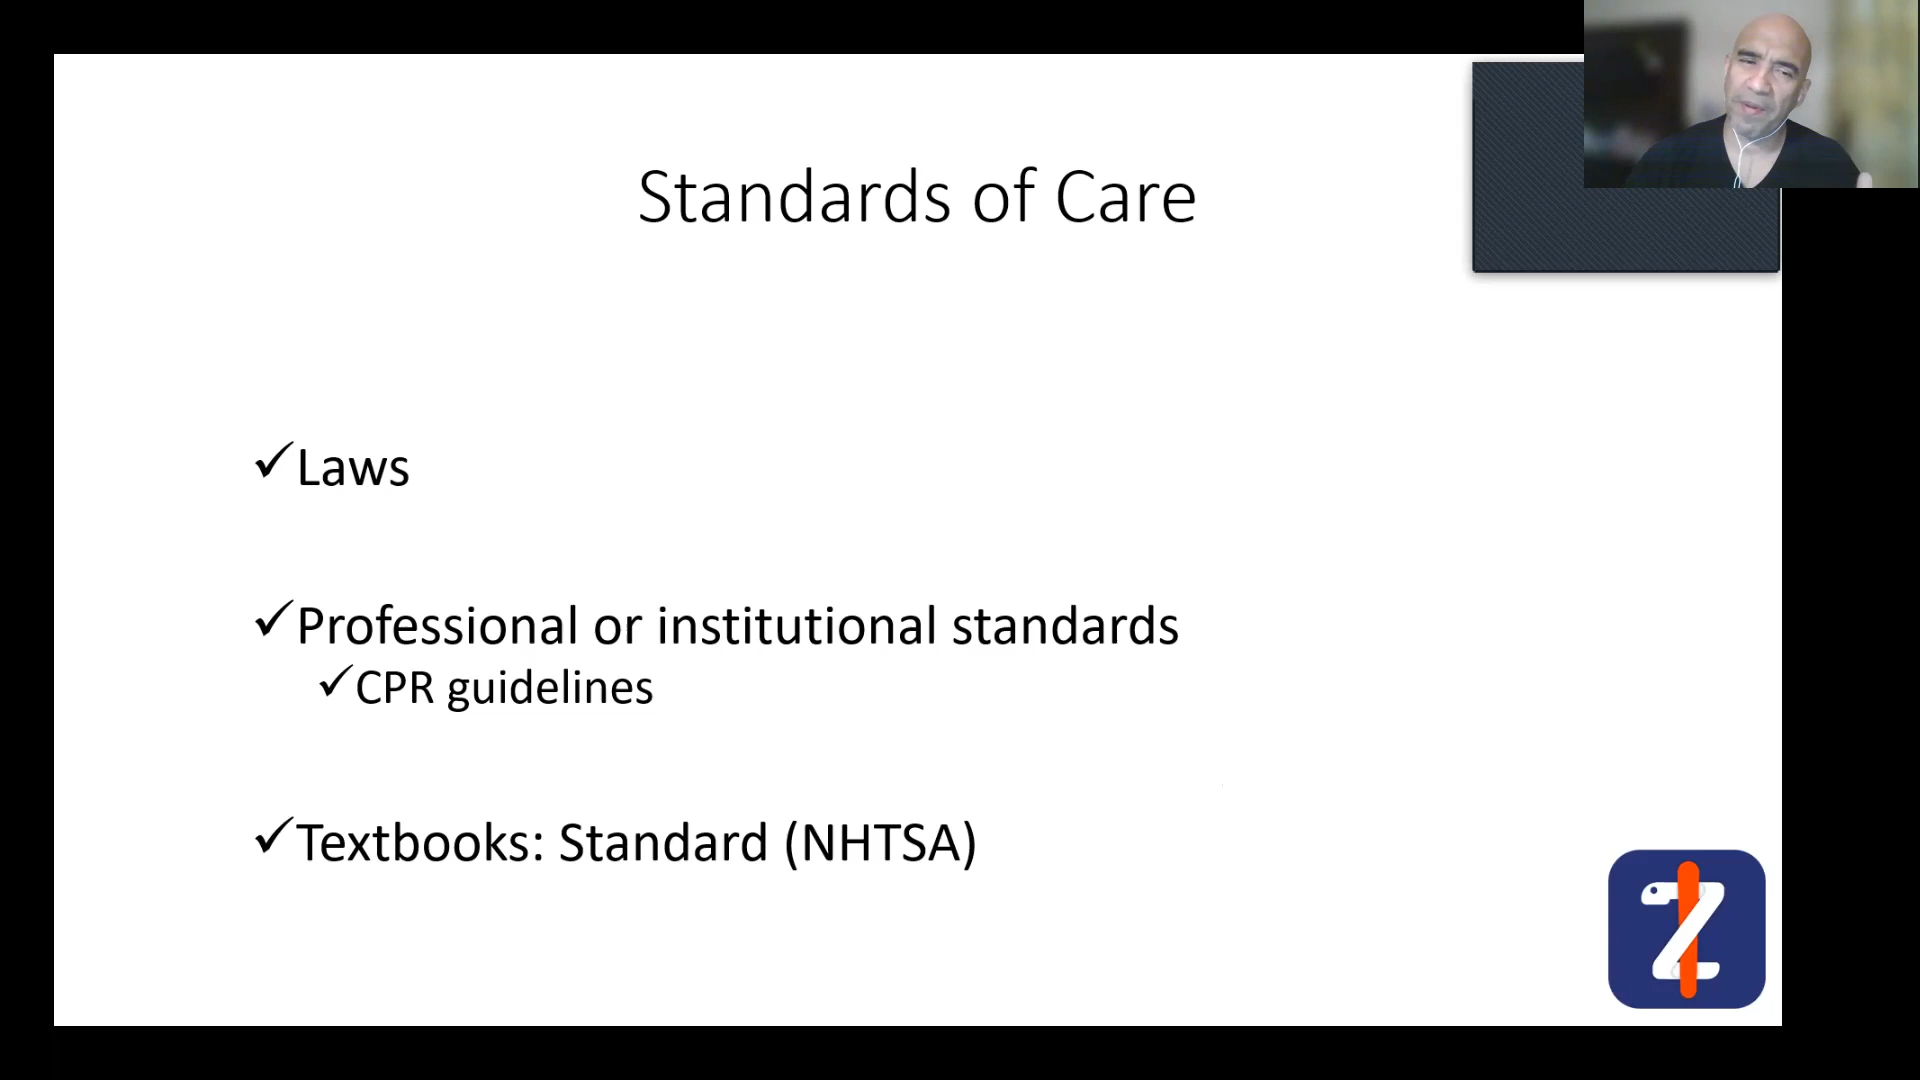 Standards of Care
✓Laws
✓Professional or institutional standards
✓CPR guidelines
✓Textbooks: Standard (NHTSA)